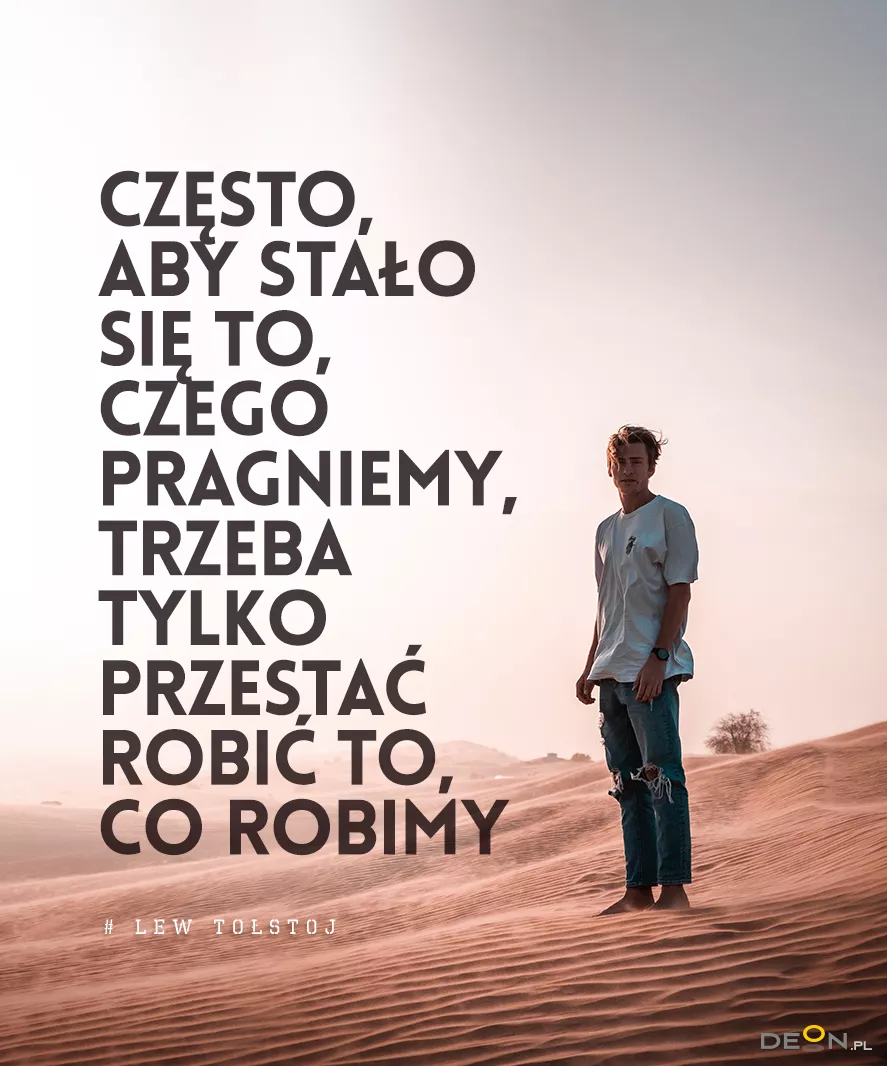 CZĘSTO,
ABY STAŁO
SIĘ TO,
CZEGO
PRAGNIEMY,
TRZEBA
TYLKO
PRZESTAĆ
ROBIĆ TO,
CO ROBIMY
# LEW TOŁSTOJ
DEON.PL